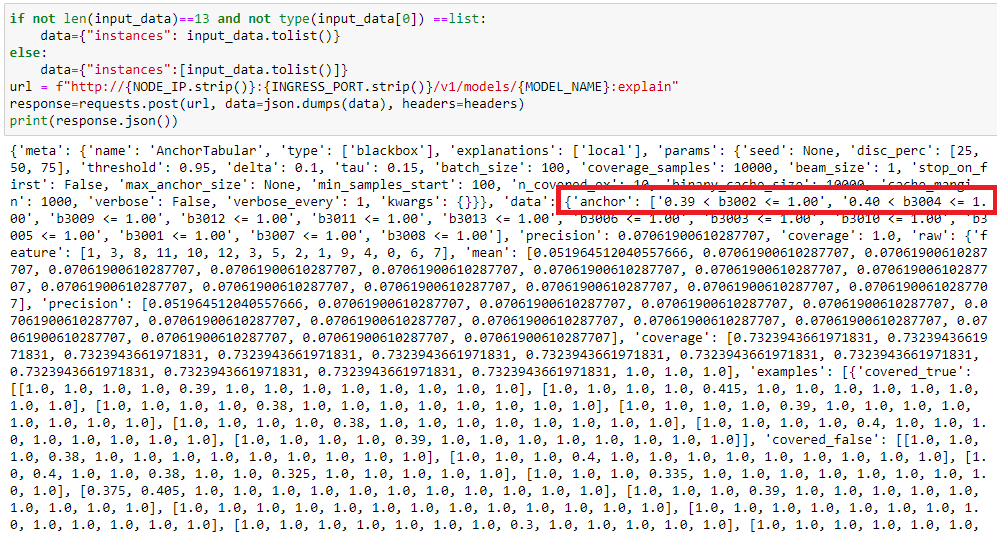 if not len(input_data)==13 and not type(input_data[0]) ==list:
    data={"instances": input_data.tolist()}
else:
    data={"instances":[input_data.tolist()]}
url = f"http://{NODE_IP.strip()}:{INGRESS_PORT.strip()}/v1/models/{MODEL_NAME}:explain"
response=requests.post(url, data=json.dumps(data), headers=headers)
print(response.json())
{'meta': {'name': 'AnchorTabular', 'type': ['blackbox'], 'explanations': ['local'], 'params': {'seed': None, 'disc_perc': [25,
50, 75], 'threshold': 0.95, 'delta': 0.1, 'tau': 0.15, 'batch_size': 100, 'coverage_samples': 10000, 'beam_size': 1, 'stop_on_f
irst': False, 'max_anchor_size': None, 'min_samples_start': 100, 'n_covered_ex': 10, 'binary_cache_size': 10000, 'cache_margi
n': 1000, 'verbose': False, 'verbose_every': 1, 'kwargs': {}}}, 'data': {'anchor': ['0.39 < b3002 <= 1.00', '0.40 < b3004 <= 1.
00', 'b3009 <= 1.00', 'b3012 <= 1.00', 'b3011 <= 1.00', 'b3013 <= 1.00', 'b3006 <= 1.00', 'b3003 <= 1.00', 'b3010 <= 1.00', 'b3
005 <= 1.00', 'b3001 <= 1.00', 'b3007 <= 1.00', 'b3008 <= 1.00'], 'precision': 0.07061900610287707, 'coverage': 1.0, 'raw': {'f
eature': [1, 3, 8, 11, 10, 12, 3, 5, 2, 1, 9, 4, 0, 6, 7], 'mean': [0.051964512040557666, 0.07061900610287707, 0.07061900610287
707, 0.07061900610287707, 0.07061900610287707, 0.07061900610287707, 0.07061900610287707, 0.07061900610287707, 0.070619006102877
07, 0.07061900610287707, 0.07061900610287707, 0.07061900610287707, 0.07061900610287707, 0.07061900610287707, 0.0706190061028770
7], 'precision': [0.051964512040557666, 0.07061900610287707, 0.07061900610287707, 0.07061900610287707, 0.07061900610287707, 0.0
7061900610287707, 0.07061900610287707, 0.07061900610287707, 0.07061900610287707, 0.07061900610287707, 0.07061900610287707, 0.07
061900610287707, 0.07061900610287707, 0.07061900610287707, 0.07061900610287707], 'coverage': [0.7323943661971831, 0.73239436619
71831, 0.7323943661971831, 0.7323943661971831, 0.7323943661971831, 0.7323943661971831, 0.7323943661971831, 0.7323943661971831,
0.7323943661971831, 0.7323943661971831, 0.7323943661971831, 0.7323943661971831, 1.0, 1.0, 1.0], 'examples': [{'covered_true':
[[1.0, 1.0, 1.0, 1.0, 0.39, 1.0, 1.0, 1.0, 1.0, 1.0, 1.0, 1.0, 1.0], [1.0, 1.0, 1.0, 1.0, 0.415, 1.0, 1.0, 1.0, 1.0, 1.0, 1.0,
1.0, 1.0], [1.0, 1.0, 1.0, 1.0, 0.38, 1.0, 1.0, 1.0, 1.0, 1.0, 1.0, 1.0, 1.0], [1.0, 1.0, 1.0, 1.0, 0.39, 1.0, 1.0, 1.0, 1.0,
1.0, 1.0, 1.0, 1.0], [1.0, 1.0, 1.0, 1.0, 0.38, 1.0, 1.0, 1.0, 1.0, 1.0, 1.0, 1.0, 1.0], [1.0, 1.0, 1.0, 1.0, 0.4, 1.0, 1.0, 1.
0, 1.0, 1.0, 1.0, 1.0, 1.0], [1.0, 1.0, 1.0, 1.0, 0.39, 1.0, 1.0, 1.0, 1.0, 1.0, 1.0, 1.0, 1.0]], 'covered_false': [[1.0, 1.0,
1.0, 1.0, 0.38, 1.0, 1.0, 1.0, 1.0, 1.0, 1.0, 1.0, 1.0], [1.0, 1.0, 1.0, 0.4, 1.0, 1.0, 1.0, 1.0, 1.0, 1.0, 1.0, 1.0, 1.0], [1.
0, 0.4, 1.0, 1.0, 0.38, 1.0, 1.0, 0.325, 1.0, 1.0, 1.0, 1.0, 1.0], [1.0, 1.0, 1.0, 1.0, 0.335, 1.0, 1.0, 1.0, 1.0, 1.0, 1.0, 1.
0, 1.0], [0.375, 0.405, 1.0, 1.0, 1.0, 1.0, 1.0, 1.0, 1.0, 1.0, 1.0, 1.0, 1.0], [1.0, 1.0, 1.0, 1.0, 0.39, 1.0, 1.0, 1.0, 1.0,
1.0, 1.0, 1.0, 1.0], [1.0, 1.0, 1.0, 1.0, 1.0, 1.0, 1.0, 1.0, 1.0, 1.0, 1.0, 1.0, 1.0], [1.0, 1.0, 1.0, 1.0, 1.0, 1.0, 1.0, 1.
0, 1.0, 1.0, 1.0, 1.0, 1.0], [1.0, 1.0, 1.0, 1.0, 1.0, 1.0, 1.0, 0.3, 1.0, 1.0, 1.0, 1.0, 1.0], [1.0, 1.0, 1.0, 1.0, 1.0, 1.0,